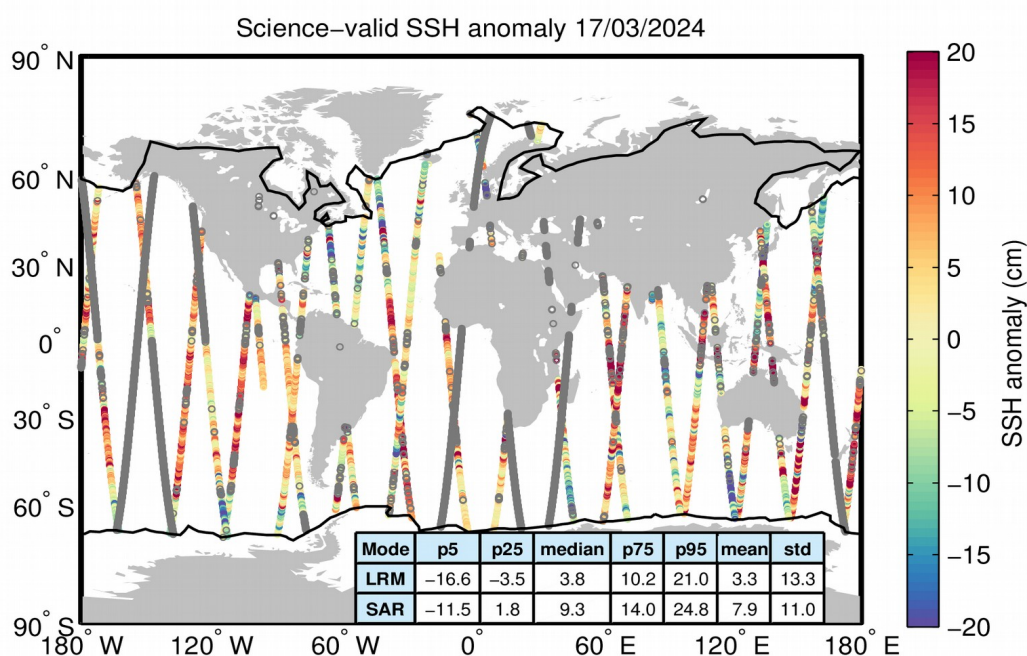 Science−valid SSH anomaly 17/03/2024
90° N
60° N
30° N
0°
30° S
60° S
90° S
180° W
120° W
60° W
0°
60° E
120° E
180° E
20
15
10
5
0
−5
−10
−15
−20
SSH anomaly (cm)
Mode p5 p25 median p75 p95 mean std
LRM −16.6 −3.5 3.8 10.2 21.0 3.3 13.3
SAR −11.5 1.8 9.3 14.0 24.8 7.9 11.0